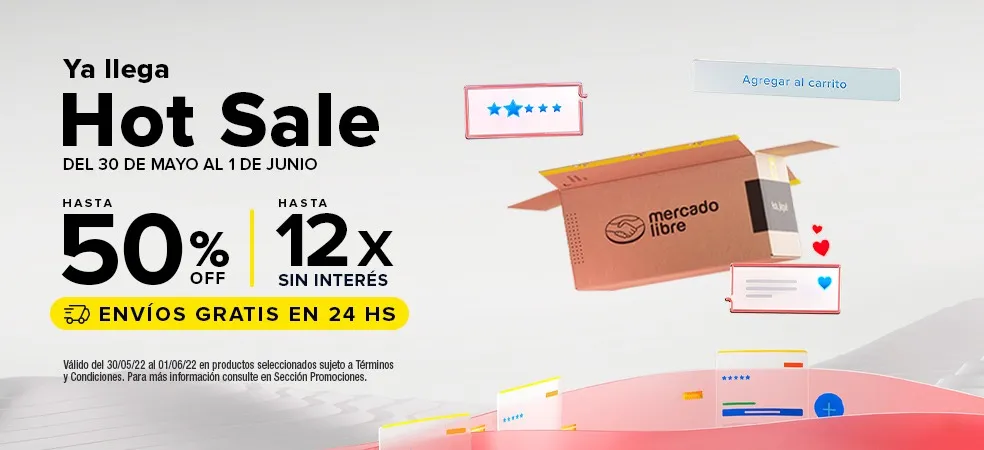 Ya llega
Hot Sale
DEL 30 DE MAYO AL 1 DE JUNIO
HASTA
50% OFF
HASTA
12x
SIN INTERÉS
ENVÍOS GRATIS EN 24 HS
Válido del 30/05/22 al 01/06/22 en productos seleccionados sujeto a Términos
y Condiciones. Para más información consulte en Sección Promociones.
Agregar al carrito
mercado
libre